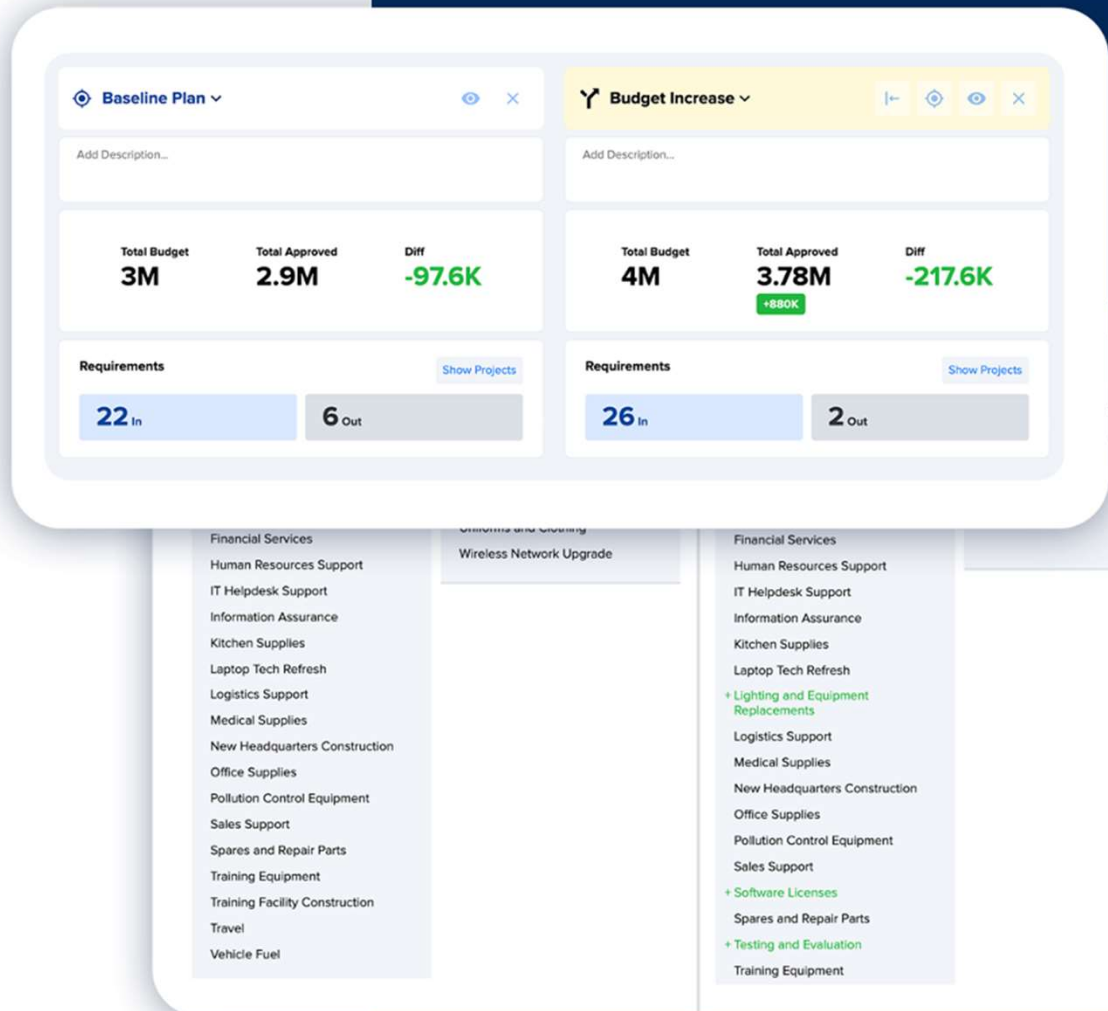 Baseline Plan
Add Description...
Total Budget
Total Approved
Diff
3M
2.9M
-97.6K
Requirements
Show Projects
22 In
6 Out
Budget Increase
Add Description...
Total Budget
Total Approved
Diff
4M
3.78M
-217.6K
+880K
Requirements
Show Projects
26 In
2 Out
Financial Services
Human Resources Support
IT Helpdesk Support
Information Assurance
Kitchen Supplies
Laptop Tech Refresh
Logistics Support
Medical Supplies
New Headquarters Construction
Office Supplies
Pollution Control Equipment
Sales Support
Spares and Repair Parts
Training Equipment
Training Facility Construction
Travel
Vehicle Fuel
Uniforms and Clothing
Wireless Network Upgrade
Financial Services
Human Resources Support
IT Helpdesk Support
Information Assurance
Kitchen Supplies
Laptop Tech Refresh
+ Lighting and Equipment
Replacements
Logistics Support
Medical Supplies
New Headquarters Construction
Office Supplies
Pollution Control Equipment
Sales Support
+ Software Licenses
Spares and Repair Parts
+ Testing and Evaluation
Training Equipment